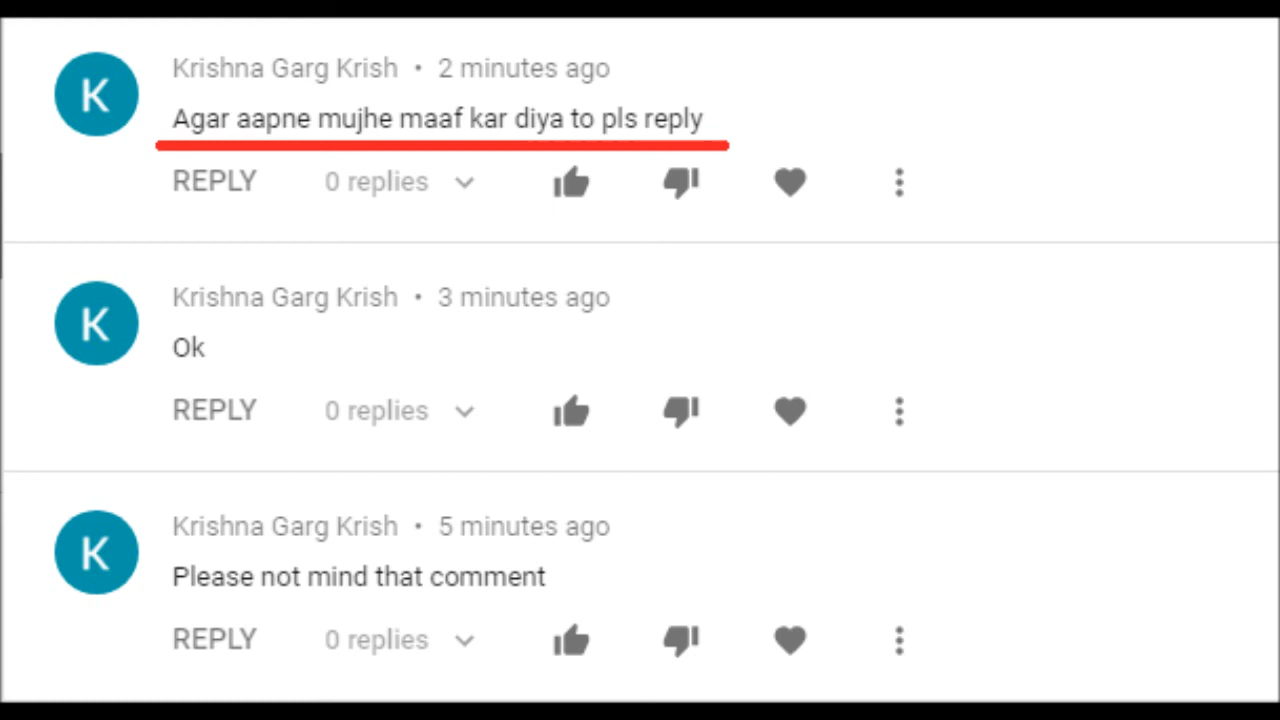 K
Krishna Garg Krish • 2 minutes ago
Agar aapne mujhe maaf kar diya to pls reply
REPLY 0 replies
K
Krishna Garg Krish • 3 minutes ago
Ok
REPLY 0 replies
K
Krishna Garg Krish • 5 minutes ago
Please not mind that comment
REPLY 0 replies